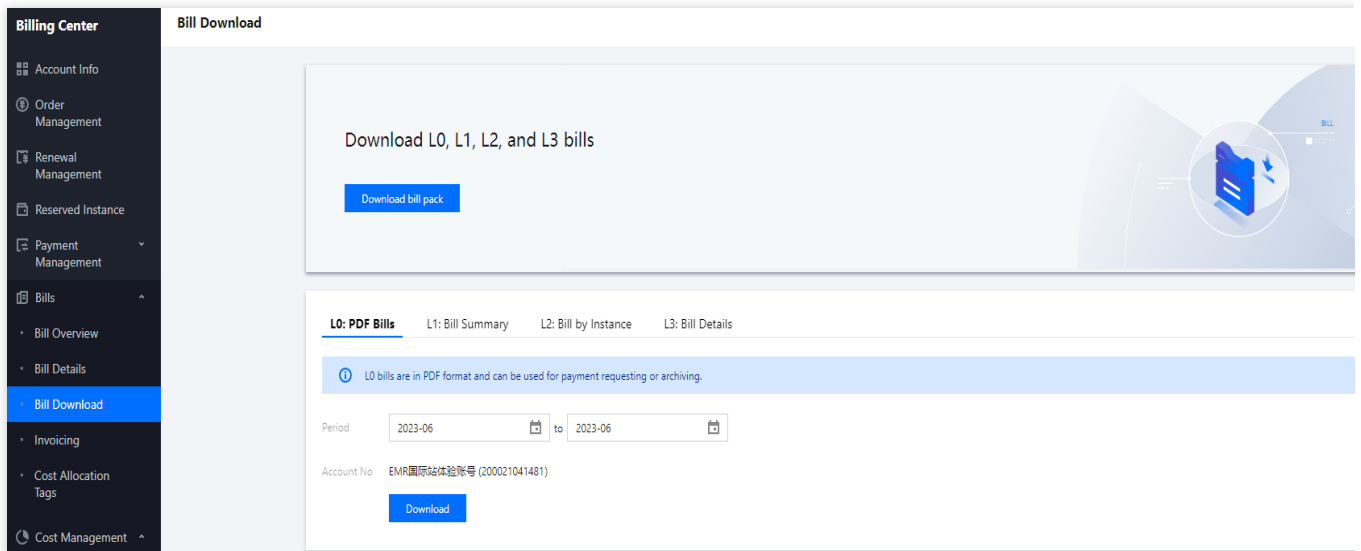 Billing Center
Bill Download
Account Info
Order
Management
Renewal
Management
Reserved Instance
Payment
Management
Bills
Bill Overview
Bill Details
Bill Download
Invoicing
Cost Allocation
Tags
Cost Management
Download L0, L1, L2, and L3 bills
Download bill pack
BILL
L0: PDF Bills L1: Bill Summary L2: Bill by Instance L3: Bill Details
L0 bills are in PDF format and can be used for payment requesting or archiving.
Period 2023-06 to 2023-06
Account No EMR国际站体验账号 (200021041481)
Download